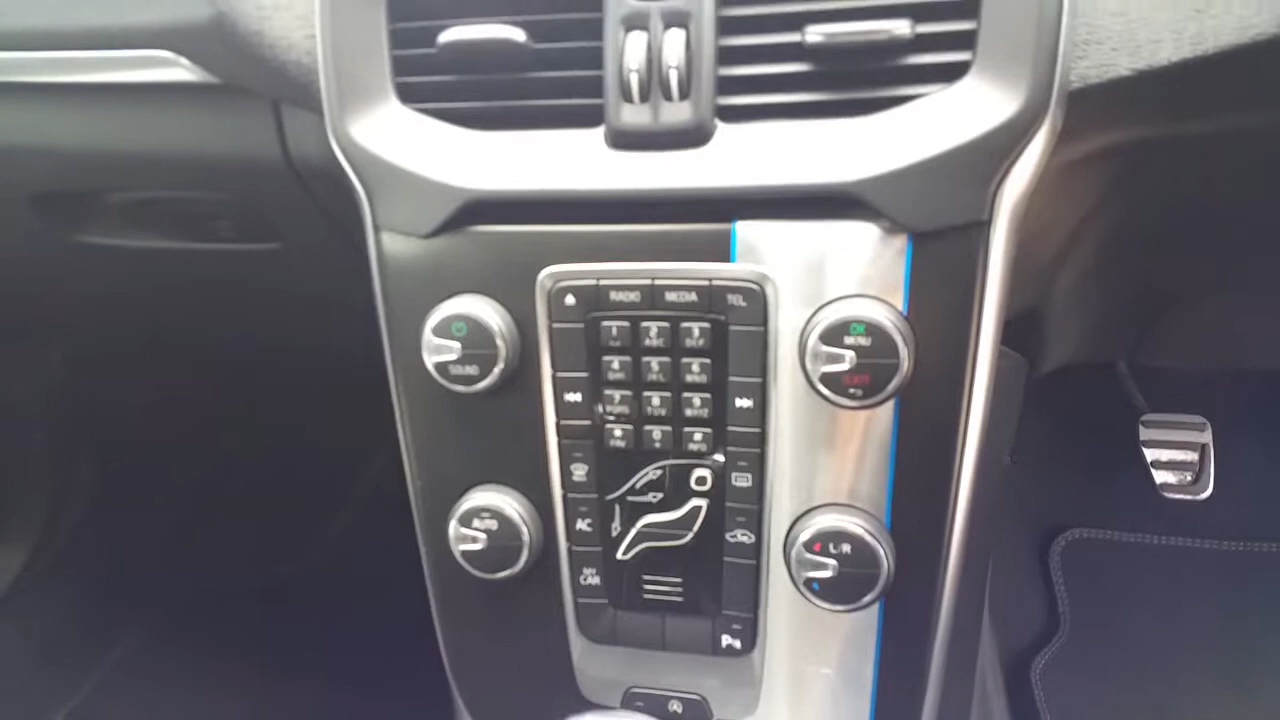 RADIO MEDIA TEL
SOUND
OK
MENU
EXIT
1 2 ABC 3 DEF
4 GHI 5 JKL 6 MNO
7 PQRS 8 TUV 9 WXYZ
* FAV 0 + # INFO
AUTO
AC
MY CAR
L/R